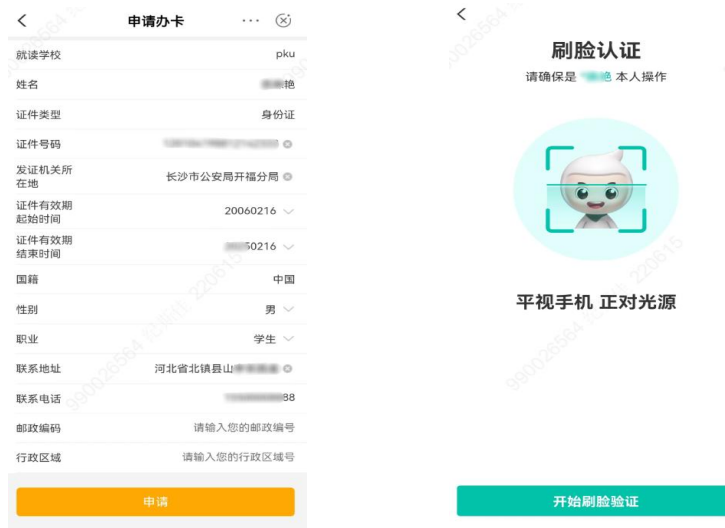 申请办卡
就读学校 pku
姓名 艳
证件类型 身份证
证件号码
发证机关所
在地 长沙市公安局开福分局
证件有效期
起始时间 20060216
证件有效期
结束时间 50216
国籍 中国
性别 男
职业 学生
联系地址 河北省北镇县山
联系电话 88
邮政编码 请输入您的邮政编号
行政区域 请输入您的行政区域号
申请
刷脸认证
请确保是 艳 本人操作
平视手机 正对光源
开始刷脸验证